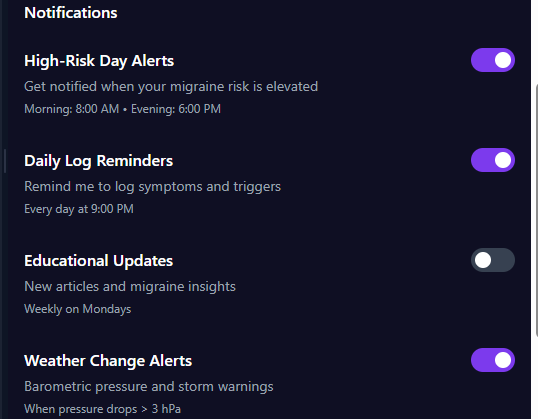 Notifications
High-Risk Day Alerts
Get notified when your migraine risk is elevated
Morning: 8:00 AM • Evening: 6:00 PM
Daily Log Reminders
Remind me to log symptoms and triggers
Every day at 9:00 PM
Educational Updates
New articles and migraine insights
Weekly on Mondays
Weather Change Alerts
Barometric pressure and storm warnings
When pressure drops > 3 hPa